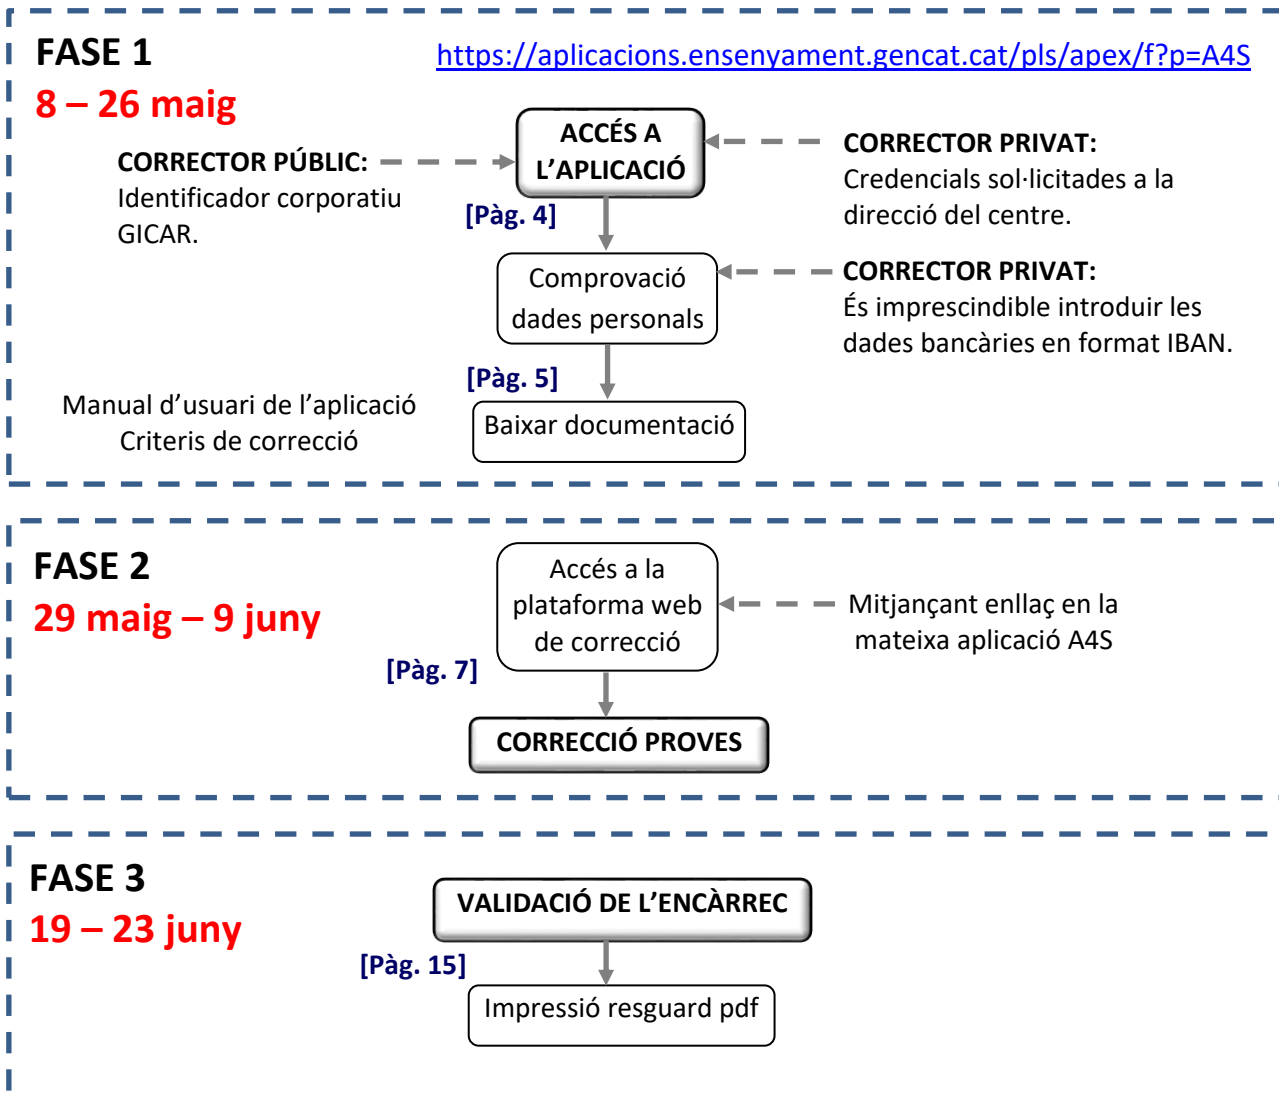 FASE 1
8 – 26 maig
https://aplicacions.ensenyament.gencat.cat/pls/apex/f?p=A4S
ACCÉS A
L’APLICACIÓ
CORRECTOR PÚBLIC:
Identificador corporatiu
GICAR.
CORRECTOR PRIVAT:
Credencials sol·licitades a la
direcció del centre.
[Pàg. 4]
Comprovació
dades personals
CORRECTOR PRIVAT:
És imprescindible introduir les
dades bancàries en format IBAN.
[Pàg. 5]
Manual d’usuari de l’aplicació
Criteris de correcció
Baixar documentació
FASE 2
29 maig – 9 juny
Accés a la
plataforma web
de correcció
Mitjançant enllaç en la
mateixa aplicació A4S
[Pàg. 7]
CORRECCIÓ PROVES
FASE 3
19 – 23 juny
VALIDACIÓ DE L’ENCÀRREC
[Pàg. 15]
Impressió resguard pdf